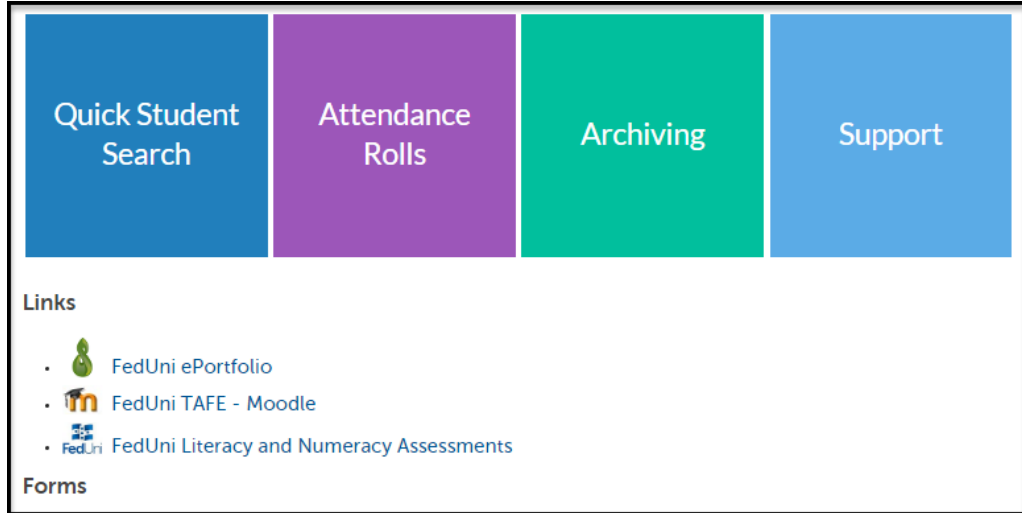 Quick Student
Search
Attendance
Rolls
Archiving
Support
Links
FedUni ePortfolio
FedUni TAFE - Moodle
FedUni FedUni Literacy and Numeracy Assessments
Forms